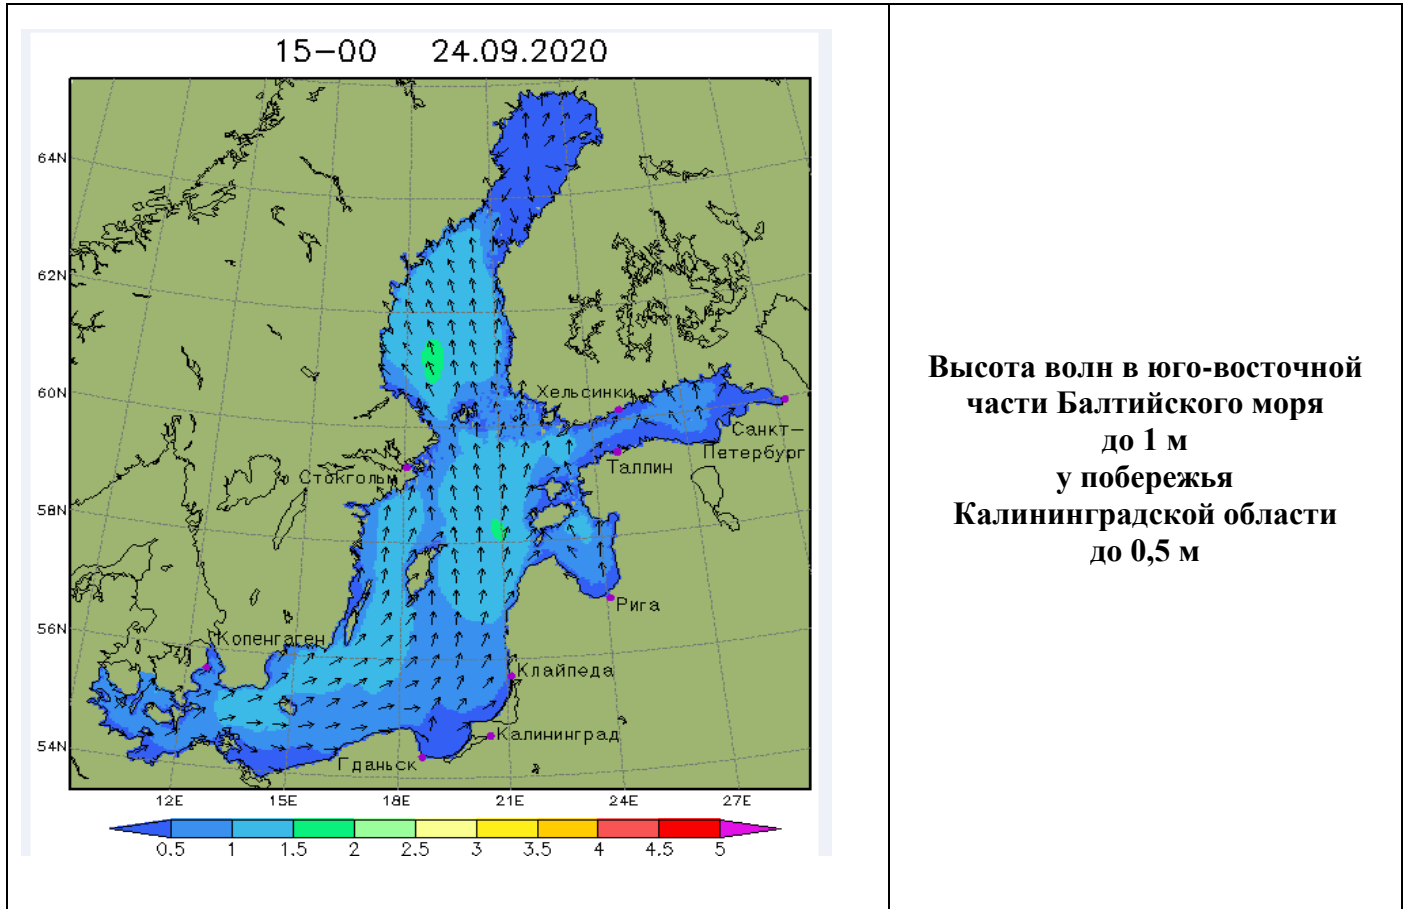 15-00 24.09.2020
64N
62N
60N
58N
56N
54N
Хельсинки
Санкт-
Петербург
Таллин
Стокгольм
Рига
Копенгаген
Клайпеда
Калининград
Гданьск
12E 15E 18E 21E 24E 27E
0.5 1 1.5 2 2.5 3 3.5 4 4.5 5
Высота волн в юго-восточной
части Балтийского моря
до 1 м
у побережья
Калининградской области
до 0,5 м